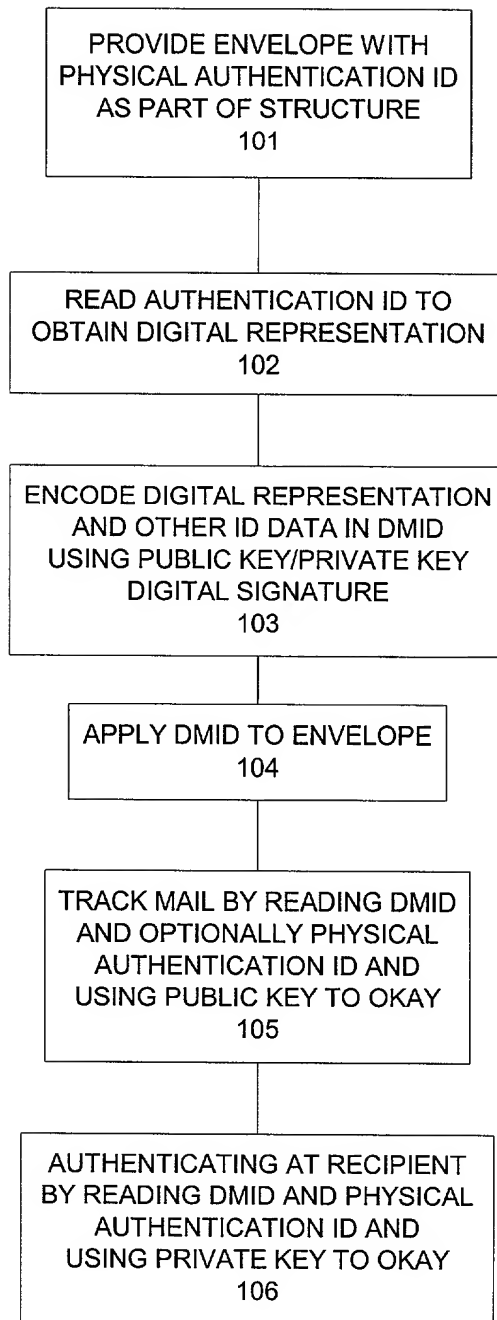 PROVIDE ENVELOPE WITH
PHYSICAL AUTHENTICATION ID
AS PART OF STRUCTURE
101
READ AUTHENTICATION ID TO
OBTAIN DIGITAL REPRESENTATION
102
ENCODE DIGITAL REPRESENTATION
AND OTHER ID DATA IN DMID
USING PUBLIC KEY/PRIVATE KEY
DIGITAL SIGNATURE
103
APPLY DMID TO ENVELOPE
104
TRACK MAIL BY READING DMID
AND OPTIONALLY PHYSICAL
AUTHENTICATION ID AND
USING PUBLIC KEY TO OKAY
105
AUTHENTICATING AT RECIPIENT
BY READING DMID AND PHYSICAL
AUTHENTICATION ID AND
USING PRIVATE KEY TO OKAY
106